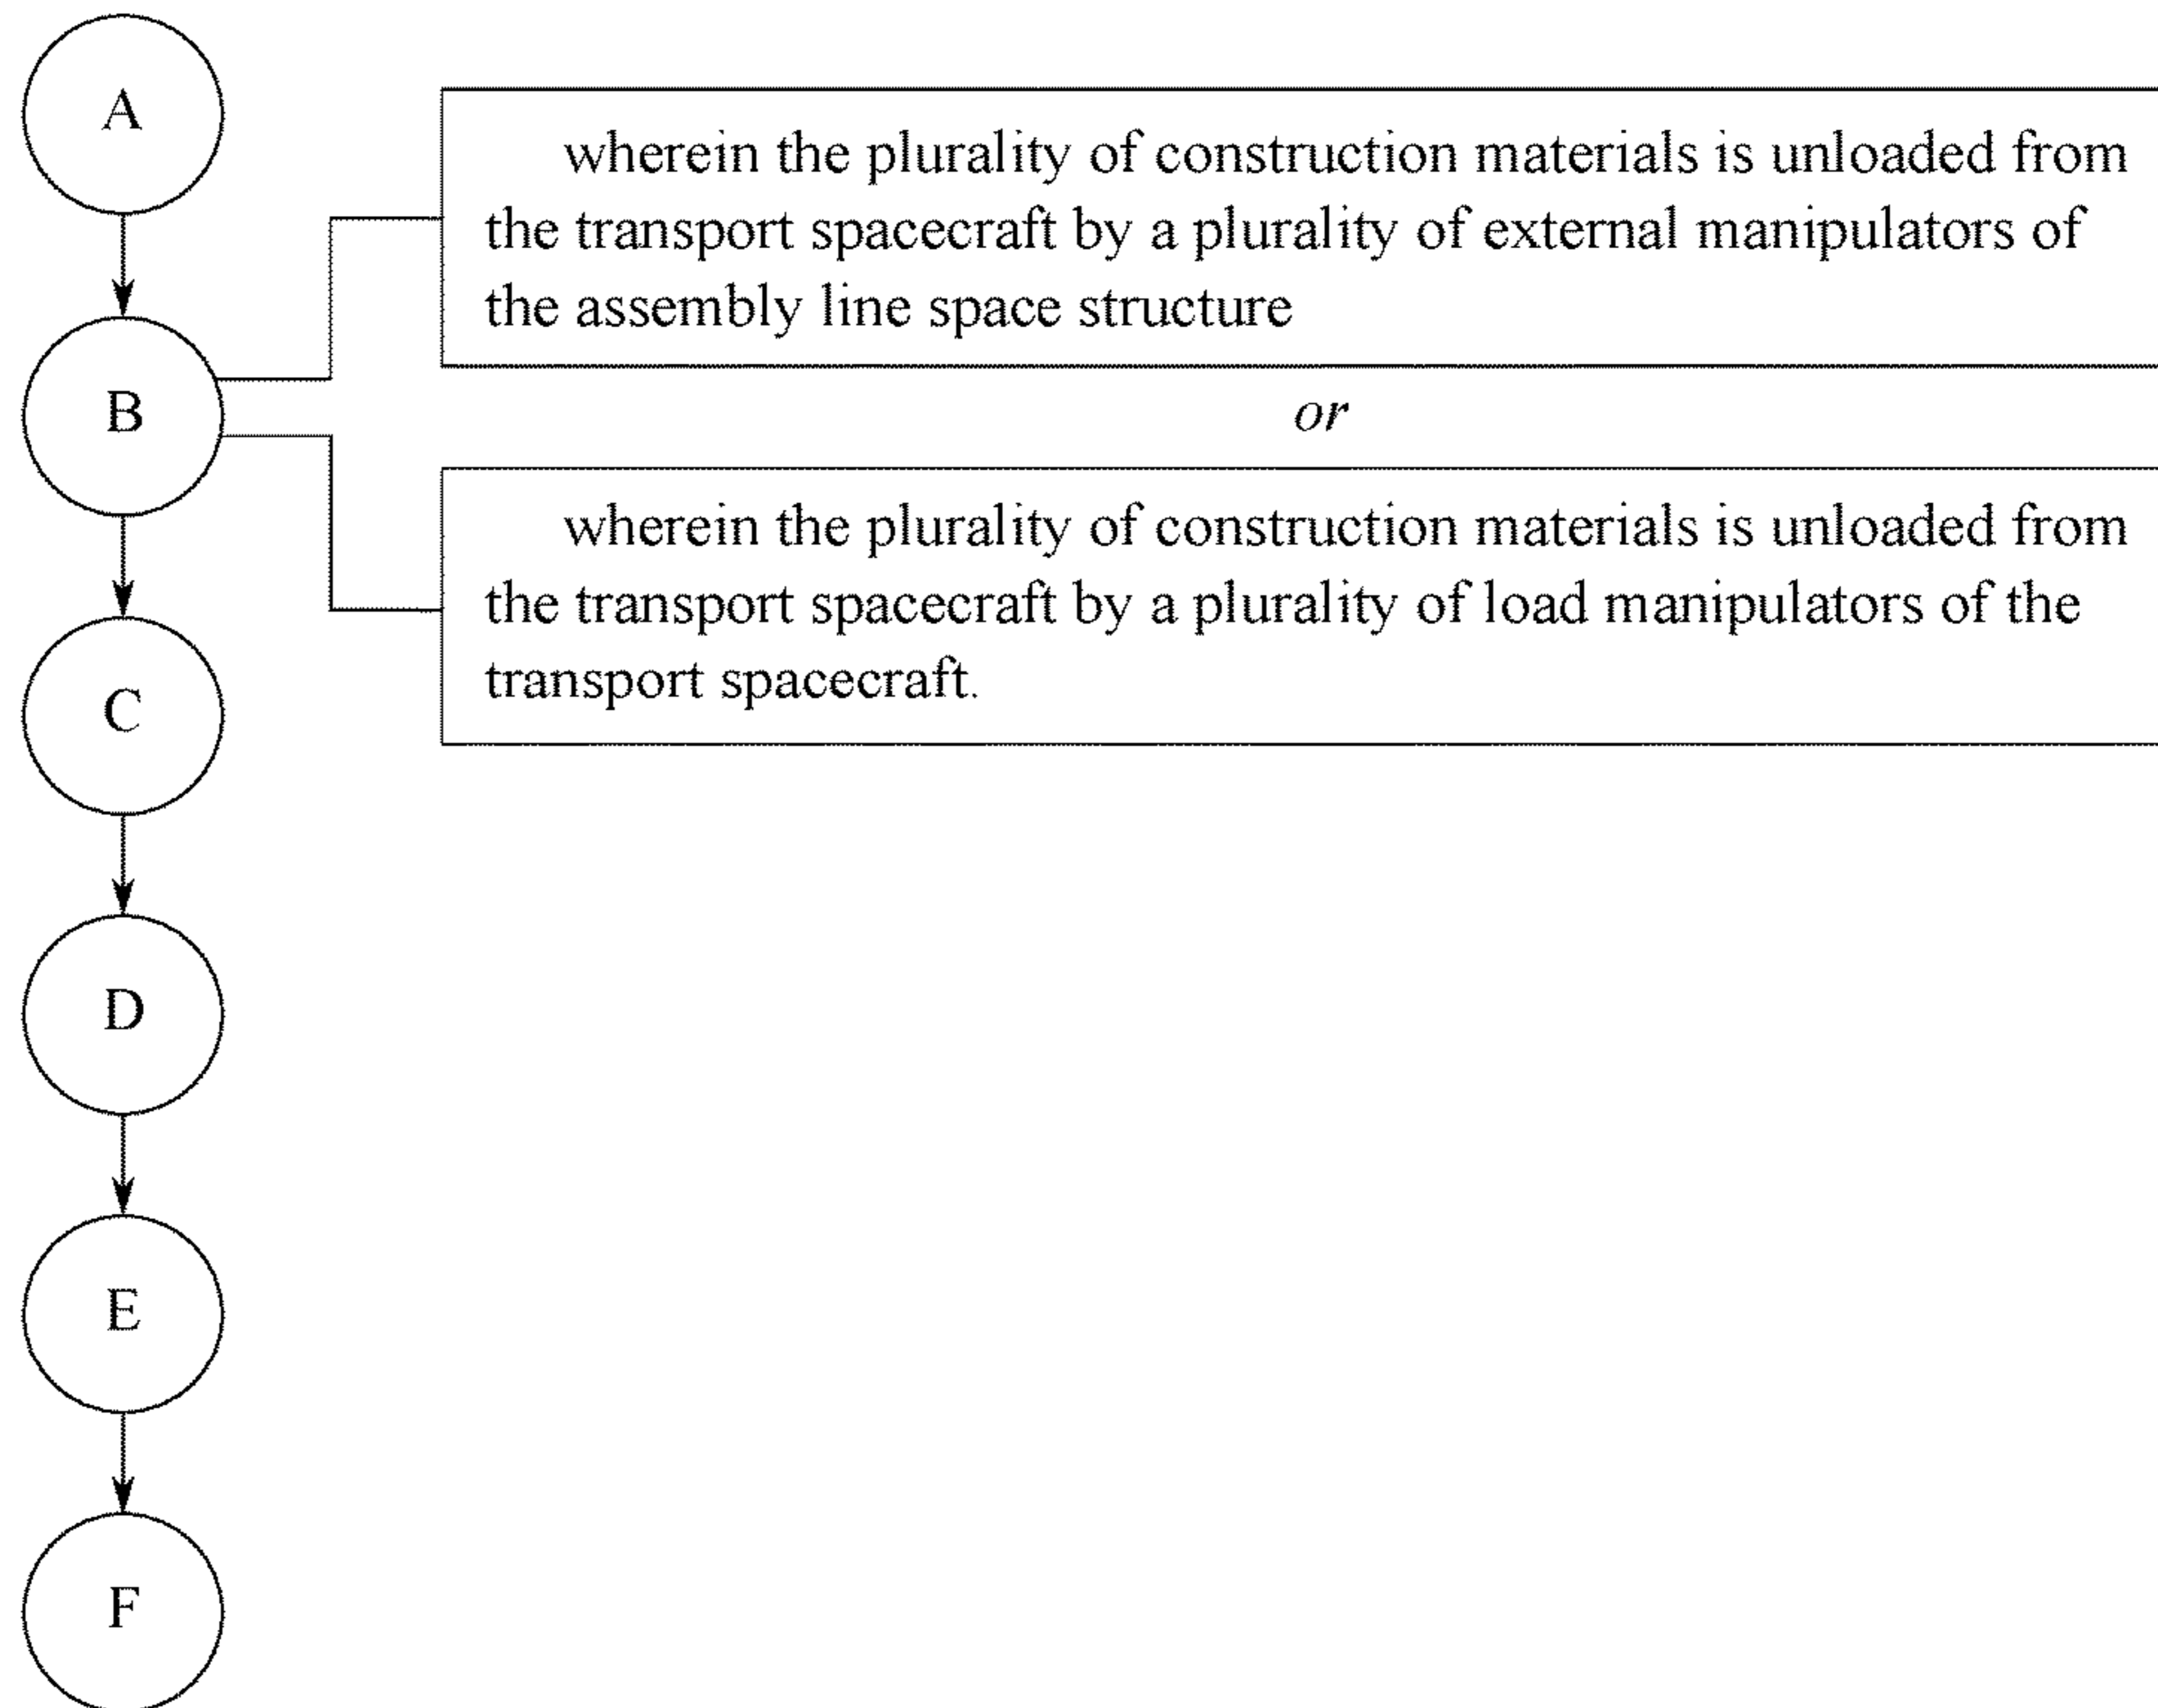 A
wherein the plurality of construction materials is unloaded from
the transport spacecraft by a plurality of external manipulators of
the assembly line space structure
B
or
wherein the plurality of construction materials is unloaded from
the transport spacecraft by a plurality of load manipulators of the
transport spacecraft.
C
D
E
F